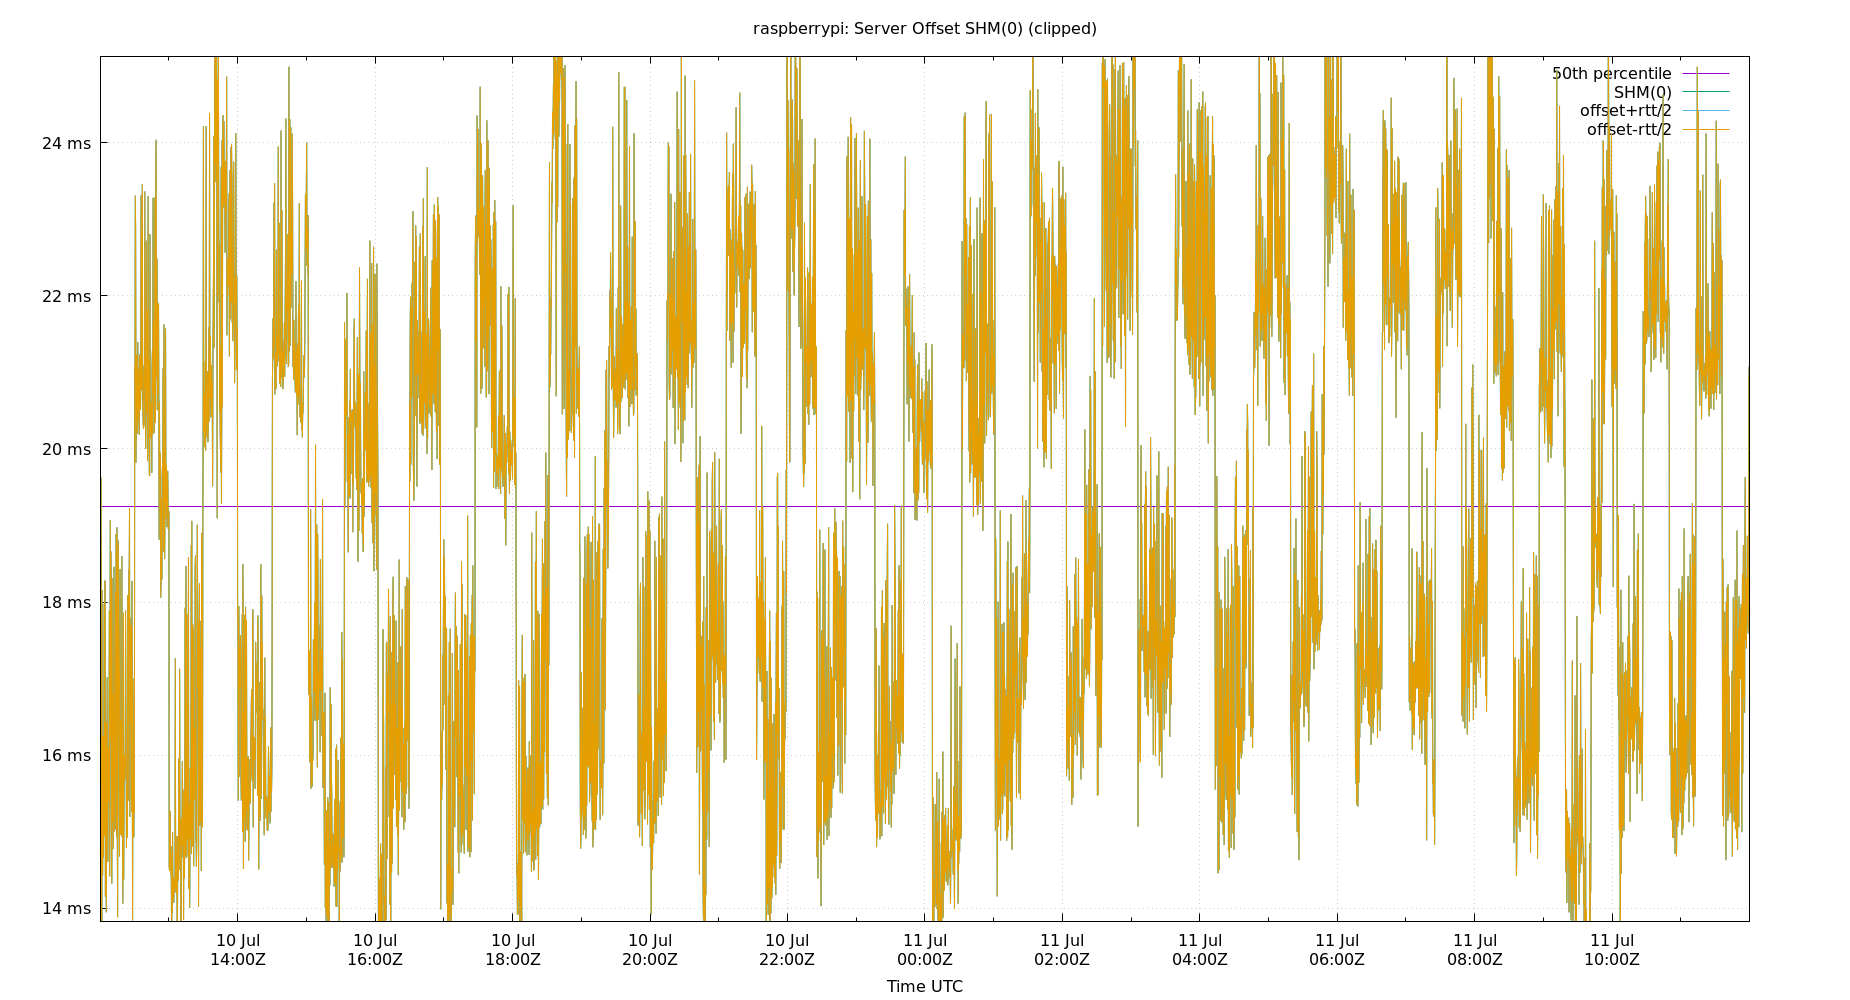 raspberrypi: Server Offset SHM(0) (clipped)
50th percentile
SHM(0)
offset+rtt/2
offset-rtt/2
24 ms
22 ms
20 ms
18 ms
16 ms
14 ms
10 Jul 10 Jul 10 Jul 10 Jul 10 Jul 11 Jul 11 Jul 11 Jul 11 Jul 11 Jul 11 Jul
14:00Z 16:00Z 18:00Z 20:00Z 22:00Z 00:00Z 02:00Z 04:00Z 06:00Z 08:00Z 10:00Z
Time UTC